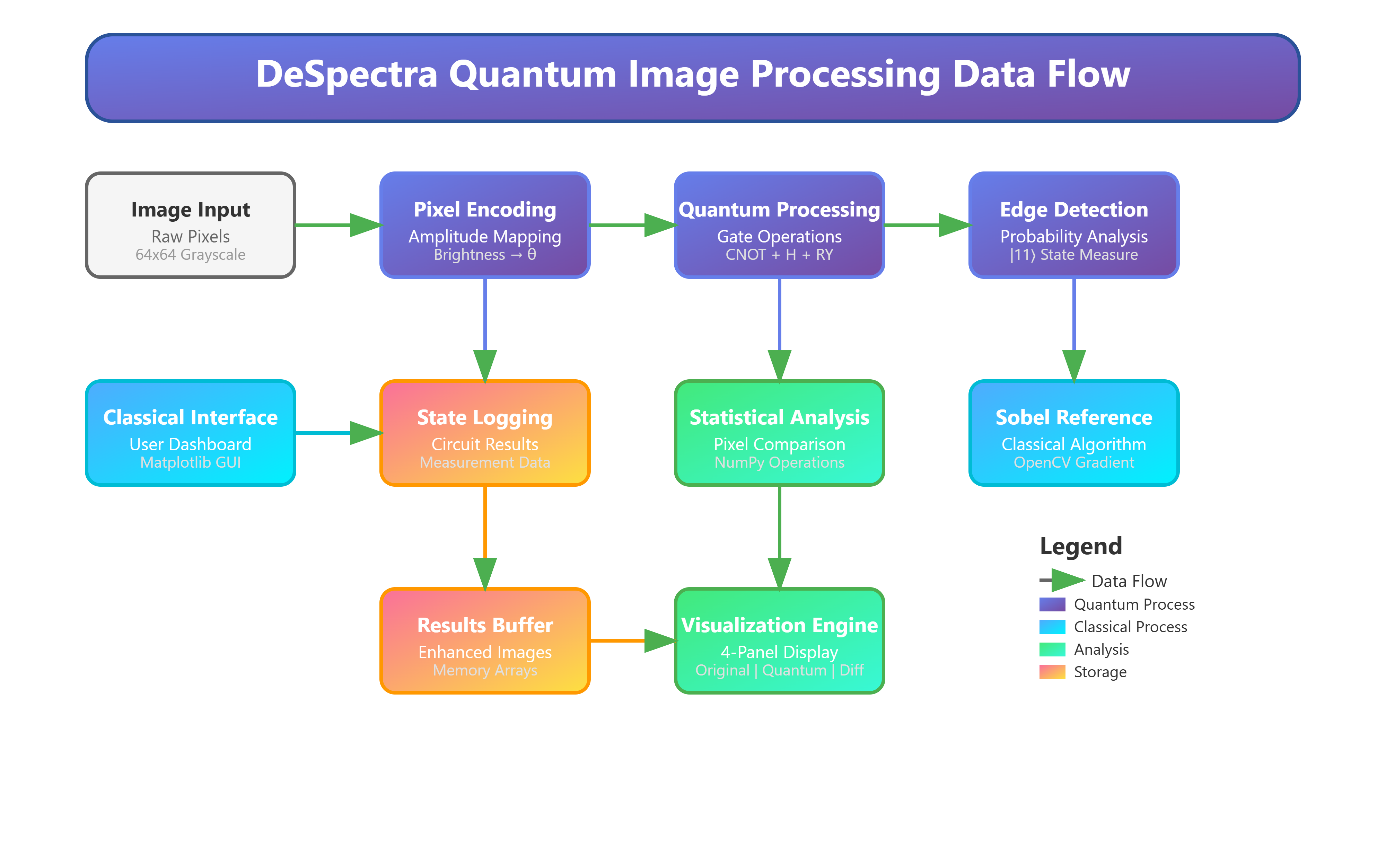 DeSpectra Quantum Image Processing Data Flow
Image Input
Raw Pixels
64x64 Grayscale
Pixel Encoding
Amplitude Mapping
Brightness → θ
Quantum Processing
Gate Operations
CNOT + H + RY
Edge Detection
Probability Analysis
|11⟩ State Measure
Classical Interface
User Dashboard
Matplotlib GUI
State Logging
Circuit Results
Measurement Data
Statistical Analysis
Pixel Comparison
NumPy Operations
Sobel Reference
Classical Algorithm
OpenCV Gradient
Results Buffer
Enhanced Images
Memory Arrays
Visualization Engine
4-Panel Display
Original | Quantum | Diff
Legend
Data Flow
Quantum Process
Classical Process
Analysis
Storage